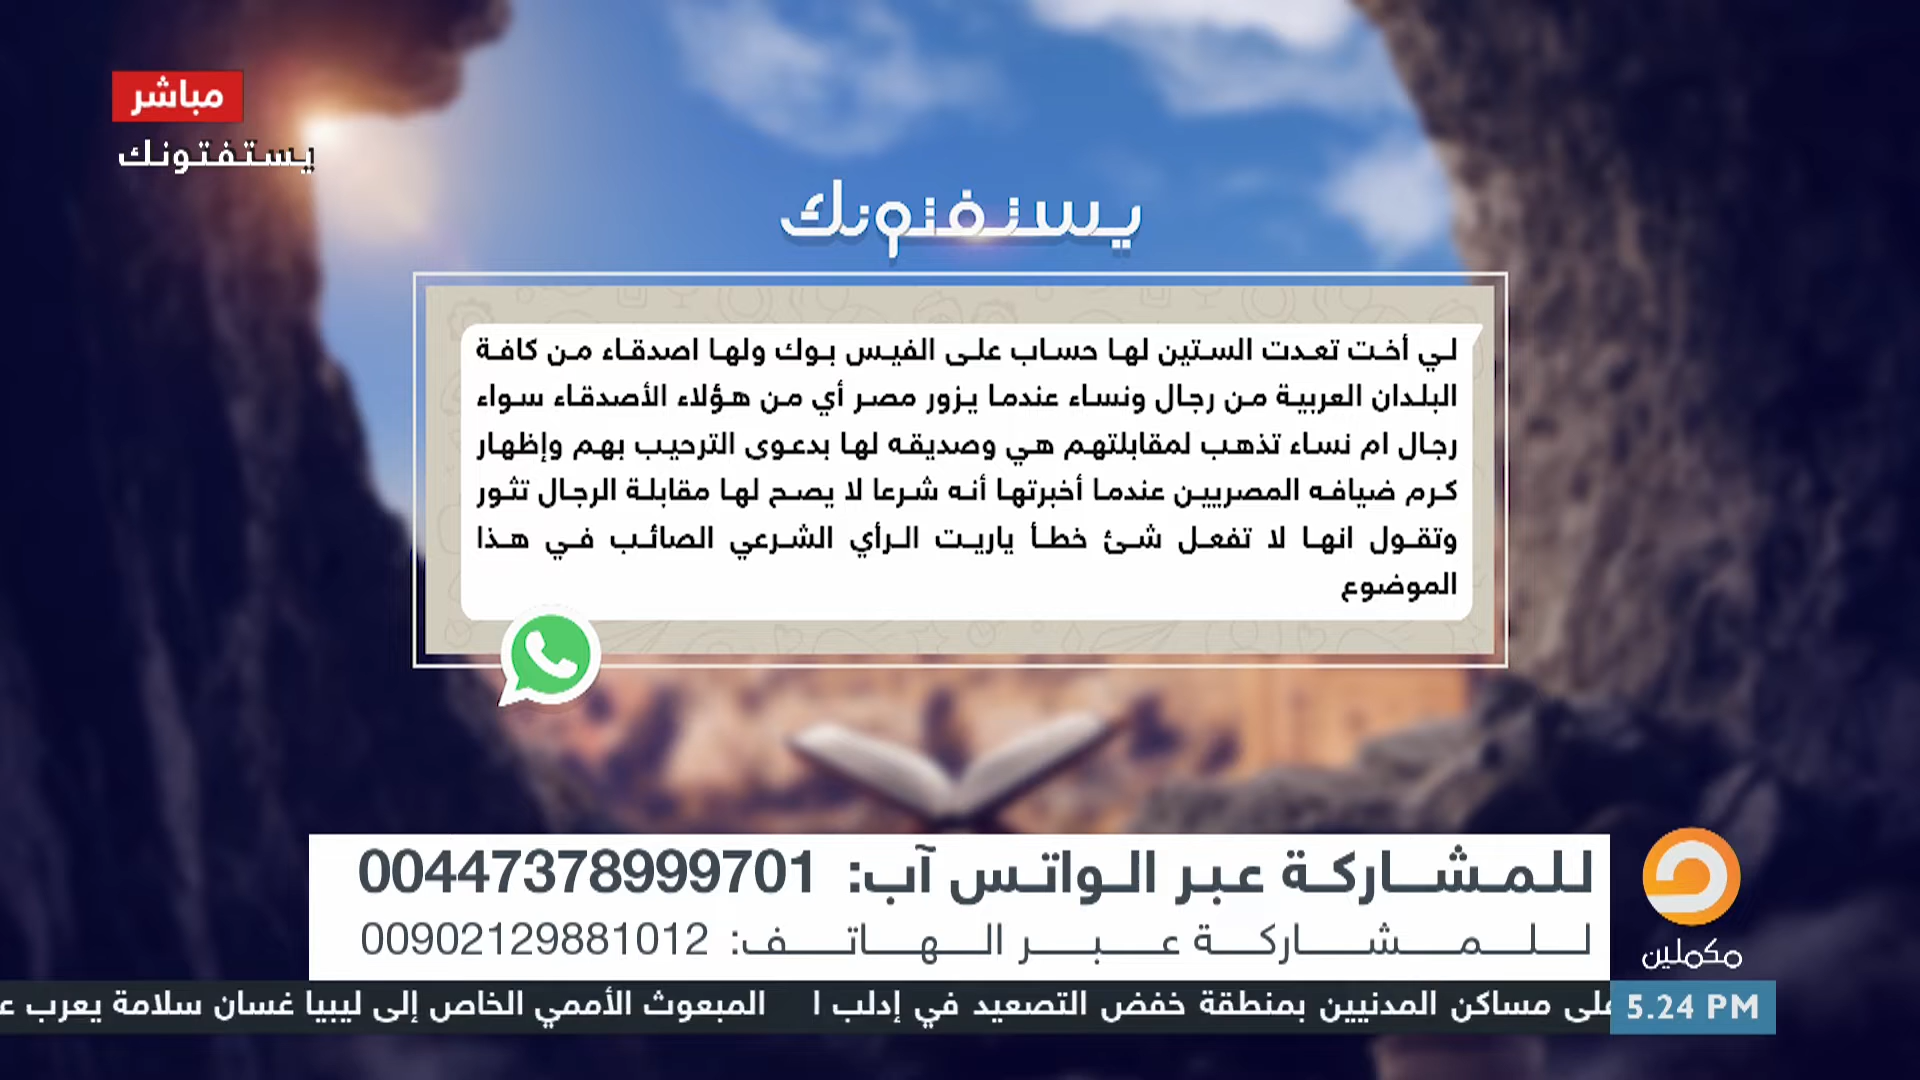 مباشر
يستفتونك
يستفتونك
لي أخت تعدت الستين لها حساب على الفيس بوك ولها اصدقاء من كافة
البلدان العربية من رجال ونساء عندما يزور مصر أي من هؤلاء الأصدقاء سواء
رجال ام نساء تذهب لمقابلتهم هي وصديقه لها بدعوى الترحيب بهم وإظهار
كرم ضيافه المصريين عندما أخبرتها أنه شرعا لا يصح لها مقابلة الرجال تثور
وتقول انها لا تفعل شئ خطأ ياريت الرأي الشرعي الصائب في هذا
الموضوع
للمشاركة عبر الواتس آب: 00447378999701
للمشاركة عبر الهاتف: 00902129881012
مكملين
على مساكن المدنيين بمنطقة خفض التصعيد في إدلب المبعوث الأممي الخاص إلى ليبيا غسان سلامة يعرب
5.24 PM